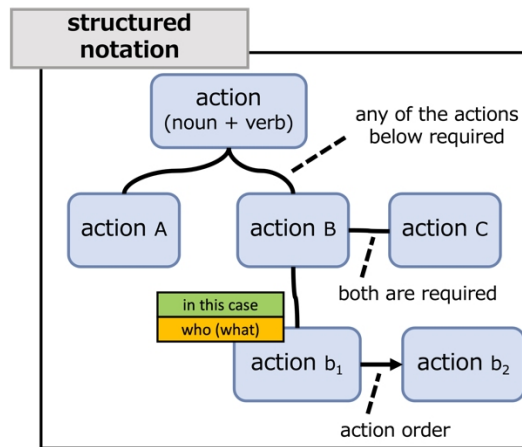 structured
notation
action
(noun + verb)
any of the actions
below required
action A
action B
action C
both are required
in this case
who (what)
action b₁
action b₂
action order